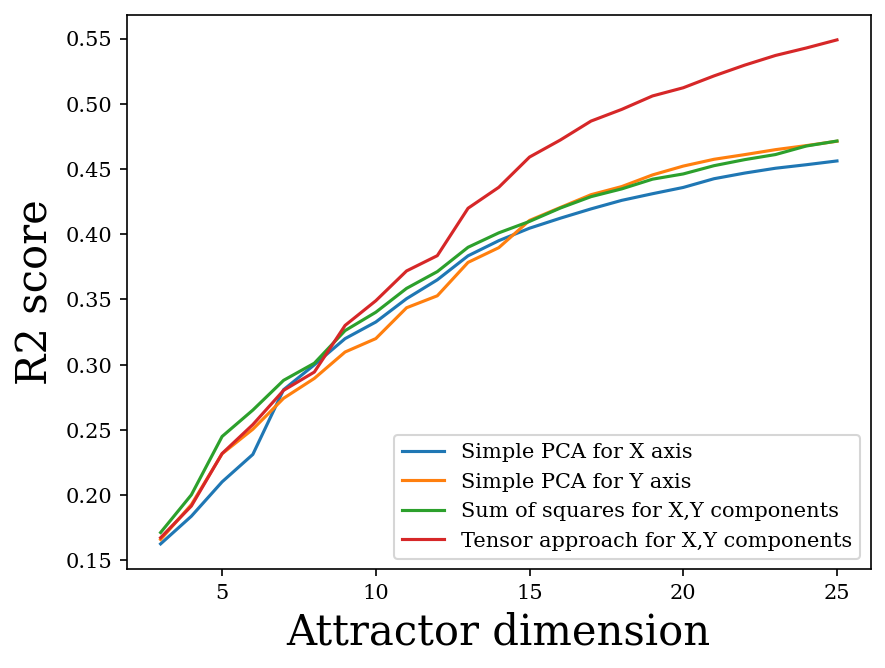 0.55
0.50
0.45
0.40
0.35
0.30
0.25
0.20
0.15
R2 score
5
10
15
20
25
Attractor dimension
Simple PCA for X axis
Simple PCA for Y axis
Sum of squares for X,Y components
Tensor approach for X,Y components